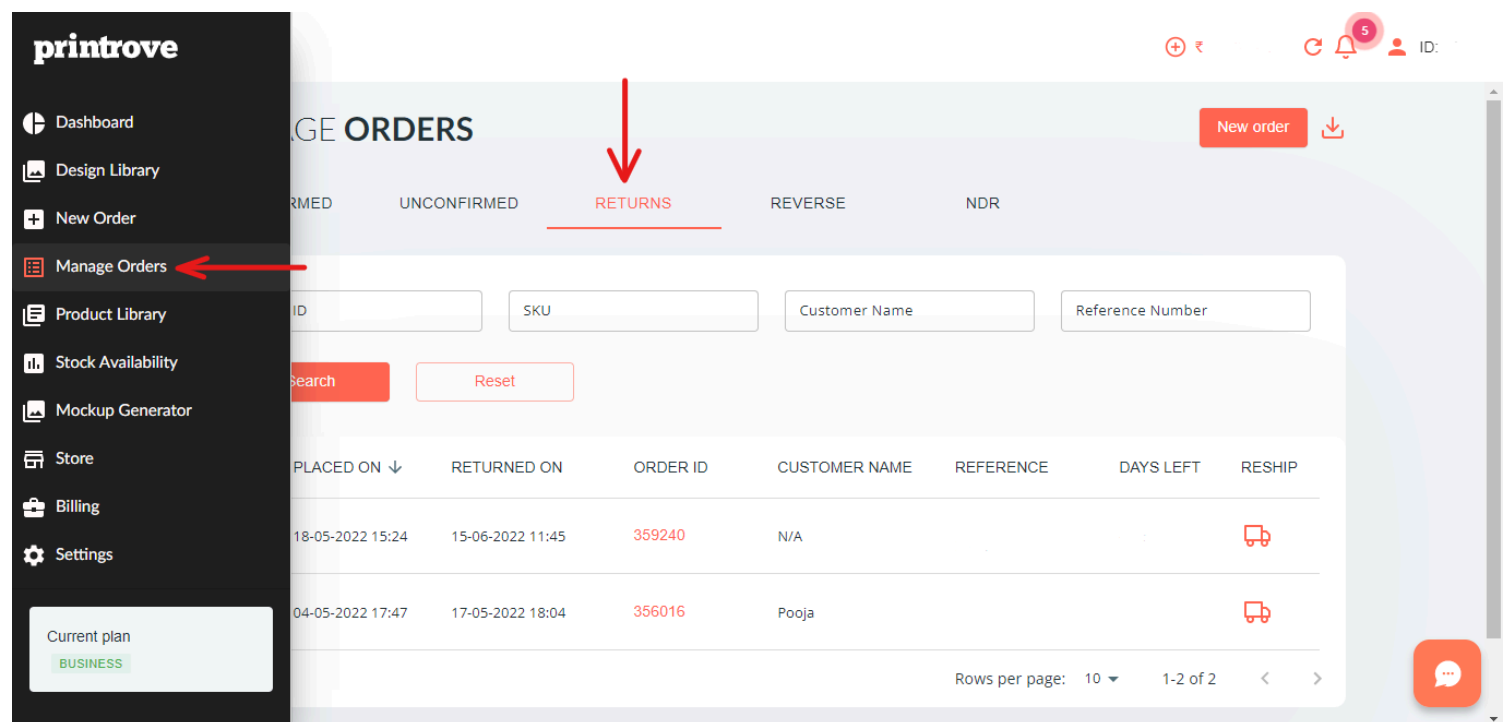 printrove
Dashboard
Design Library
New Order
Manage Orders
Product Library
Stock Availability
Mockup Generator
Store
Billing
Settings
Current plan
BUSINESS
₹ 5 ID:
GE ORDERS
New order
RMED UNCONFIRMED RETURNS REVERSE NDR
ID SKU Customer Name Reference Number
Search Reset
PLACED ON RETURNED ON ORDER ID CUSTOMER NAME REFERENCE DAYS LEFT RESHIP
18-05-2022 15:24 15-06-2022 11:45 359240 N/A
04-05-2022 17:47 17-05-2022 18:04 356016 Pooja
Rows per page: 10 1-2 of 2